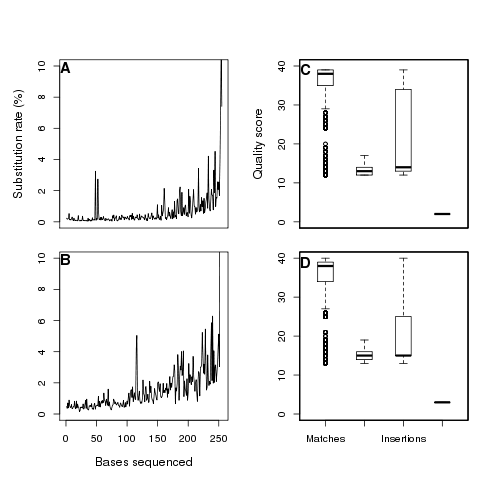 A
10
8
6
4
2
0
Substitution rate (%)
C
40
30
20
10
0
Quality score
B
10
8
6
4
2
0
0 50 100 150 200 250
Bases sequenced
D
40
30
20
10
0
Matches Insertions